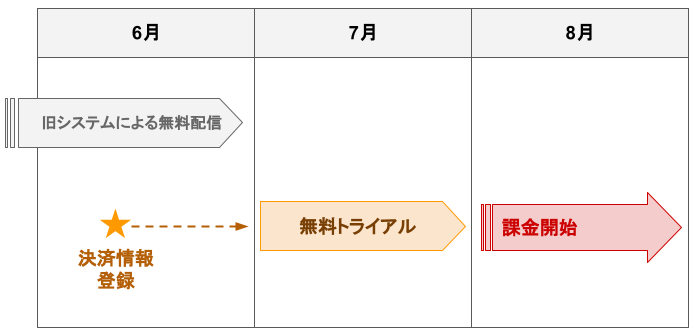 6月
7月
8月
旧システムによる無料配信
決済情報
登録
無料トライアル
課金開始